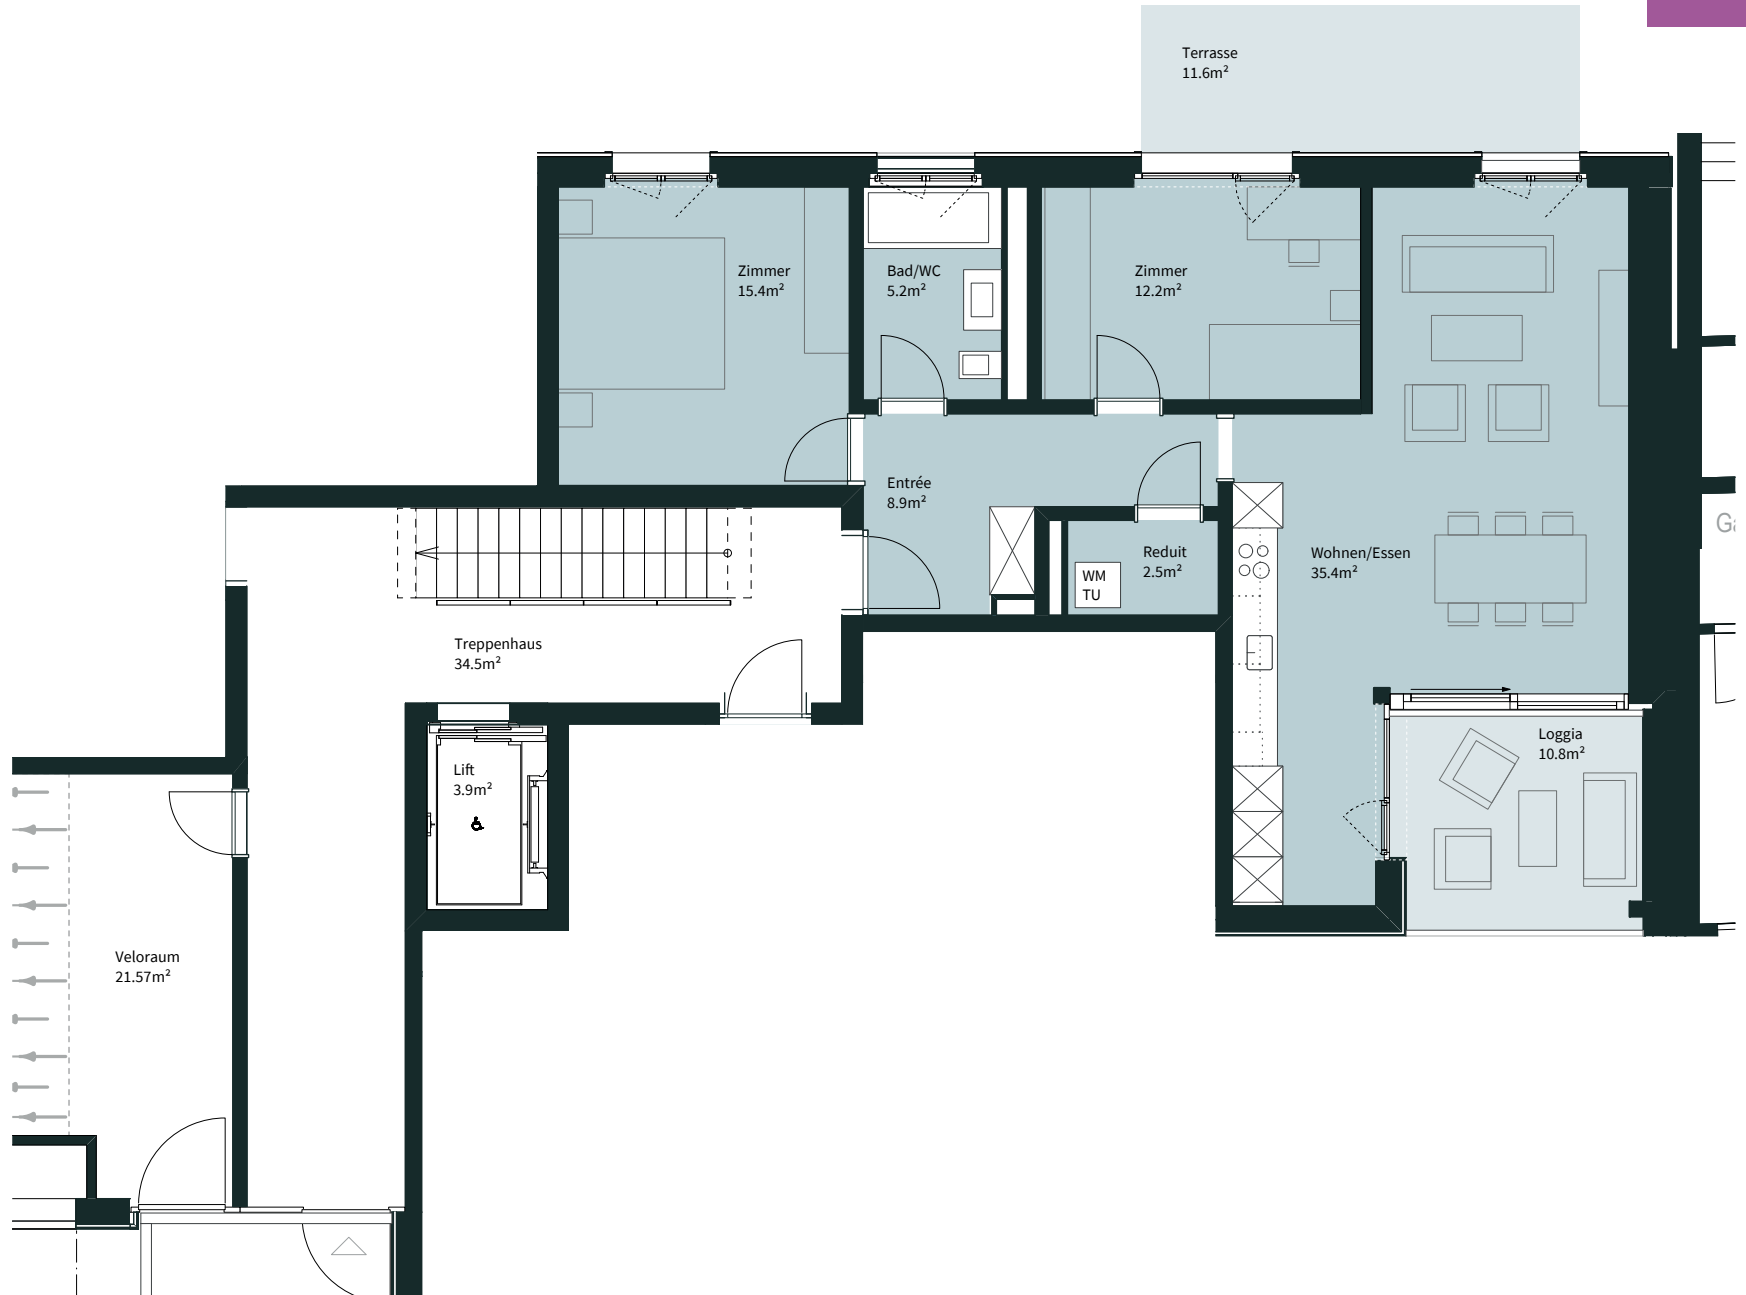 Terrasse
11.6m²
Zimmer
15.4m²
Bad/WC
5.2m²
Zimmer
12.2m²
Entrée
8.9m²
Reduit
2.5m²
WM
TU
Wohnen/Essen
35.4m²
Treppenhaus
34.5m²
Loggia
10.8m²
Lift
3.9m²
Veloraum
21.57m²